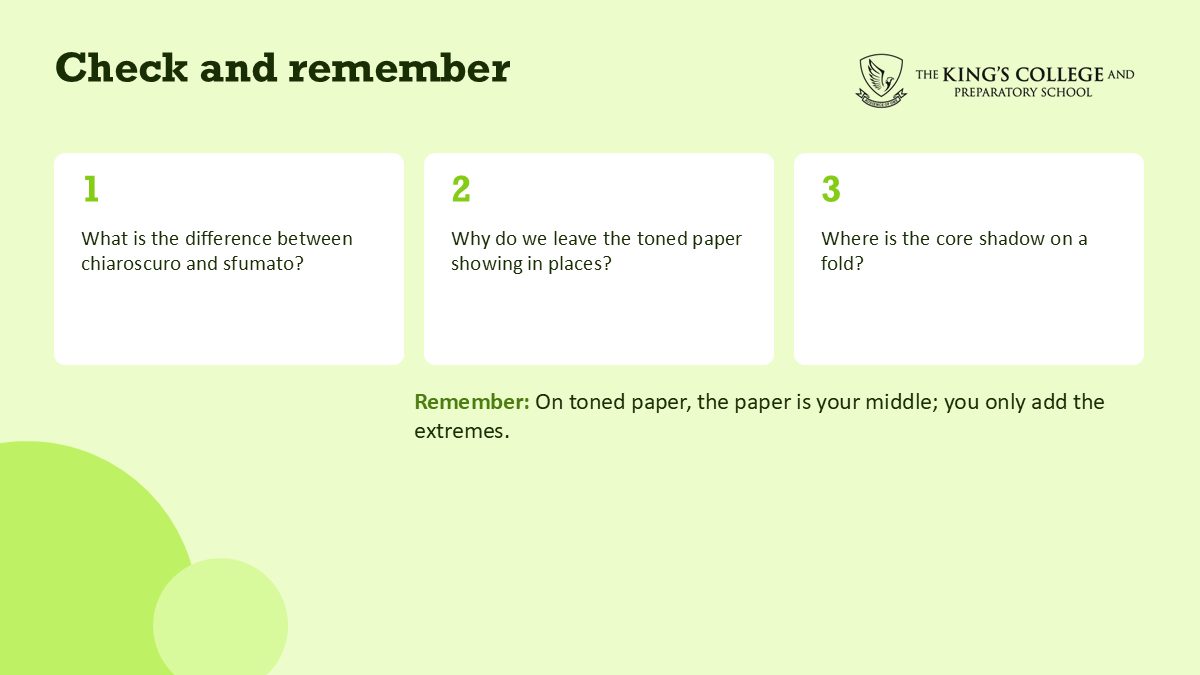 Check and remember
THE KING'S COLLEGE AND
PREPARATORY SCHOOL
1
What is the difference between
chiaroscuro and sfumato?
2
Why do we leave the toned paper
showing in places?
3
Where is the core shadow on a
fold?
Remember: On toned paper, the paper is your middle; you only add the
extremes.